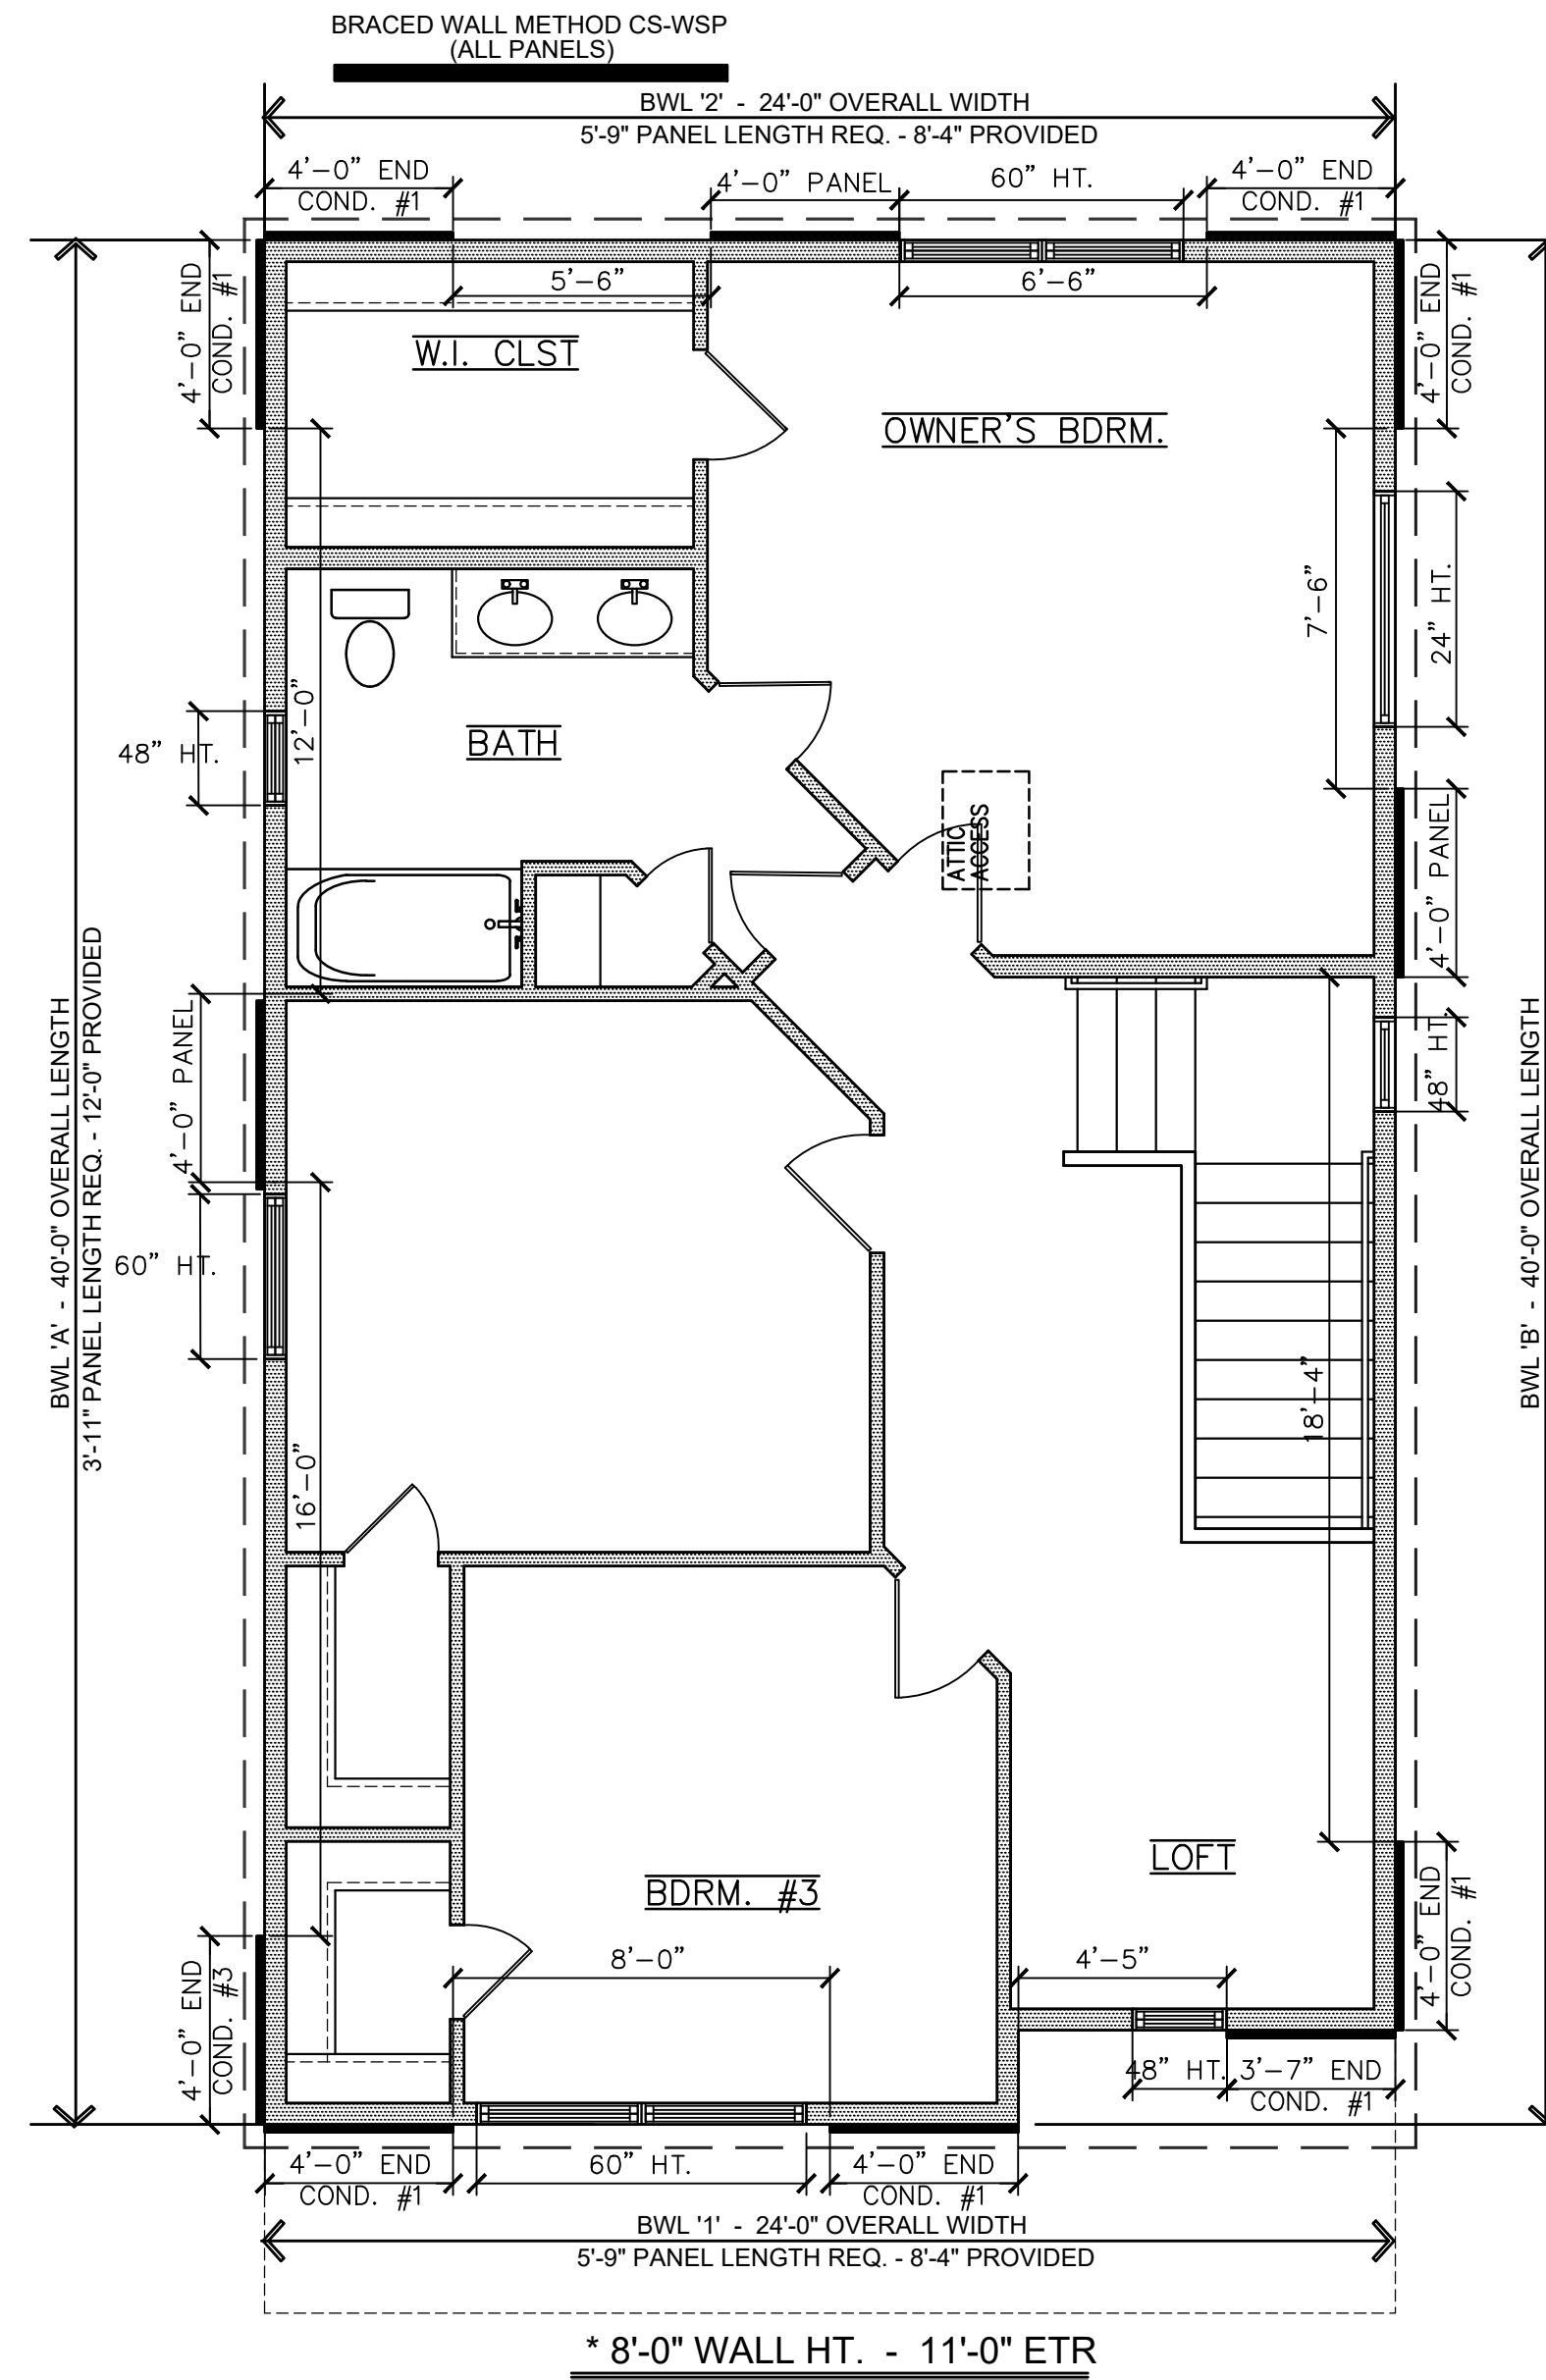 BRACED WALL METHOD CS-WSP
(ALL PANELS)
BWL '2' - 24'-0" OVERALL WIDTH
5'-9" PANEL LENGTH REQ. - 8'-4" PROVIDED
4'-0" END
COND. #1
4'-0" PANEL
60" HT.
4'-0" END
COND. #1
4'-0" END
COND. #1
5'-6"
6'-6"
4'-0" END
COND. #1
W.I. CLST
OWNER'S BDRM.
7'-6"
24" HT.
12'-0"
48" HT.
BATH
ATTIC
ACCESS
4'-0" PANEL
BWL 'A' - 40'-0" OVERALL LENGTH
3'-11" PANEL LENGTH REQ. - 12'-0" PROVIDED
4'-0" PANEL
48" HT.
BWL 'B' - 40'-0" OVERALL LENGTH
60" HT.
18'-4"
16'-0"
LOFT
BDRM. #3
4'-0" END
COND. #1
8'-0"
4'-5"
4'-0" END
COND. #3
48" HT.
3'-7" END
COND. #1
4'-0" END
COND. #1
60" HT.
4'-0" END
COND. #1
BWL '1' - 24'-0" OVERALL WIDTH
5'-9" PANEL LENGTH REQ. - 8'-4" PROVIDED
* 8'-0" WALL HT. - 11'-0" ETR